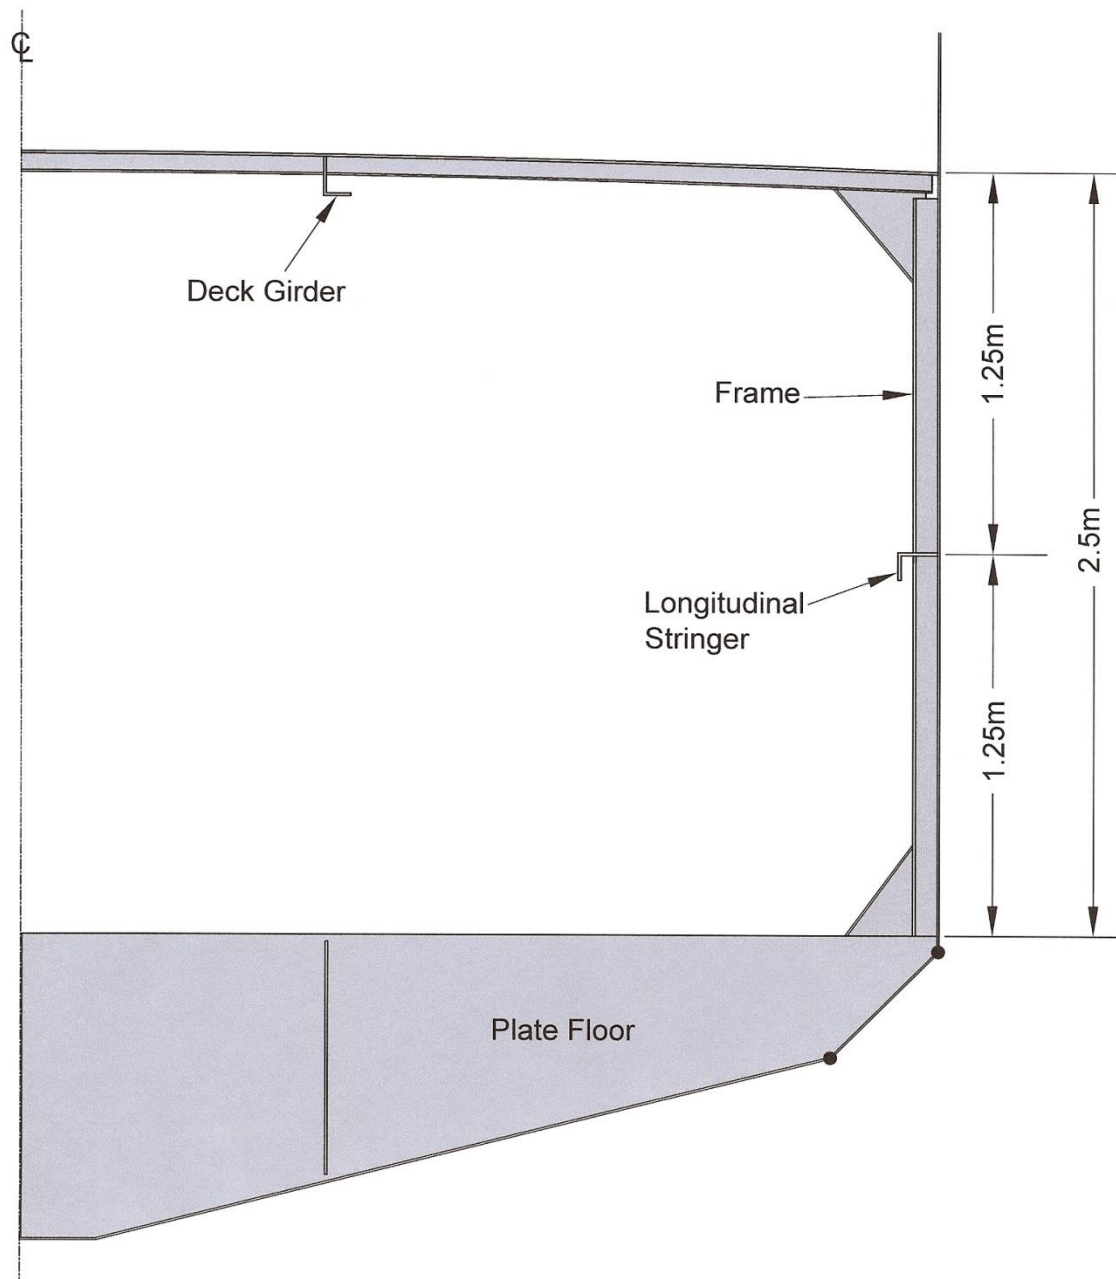 ℄
Deck Girder
Frame
1.25m
2.5m
Longitudinal
Stringer
1.25m
Plate Floor